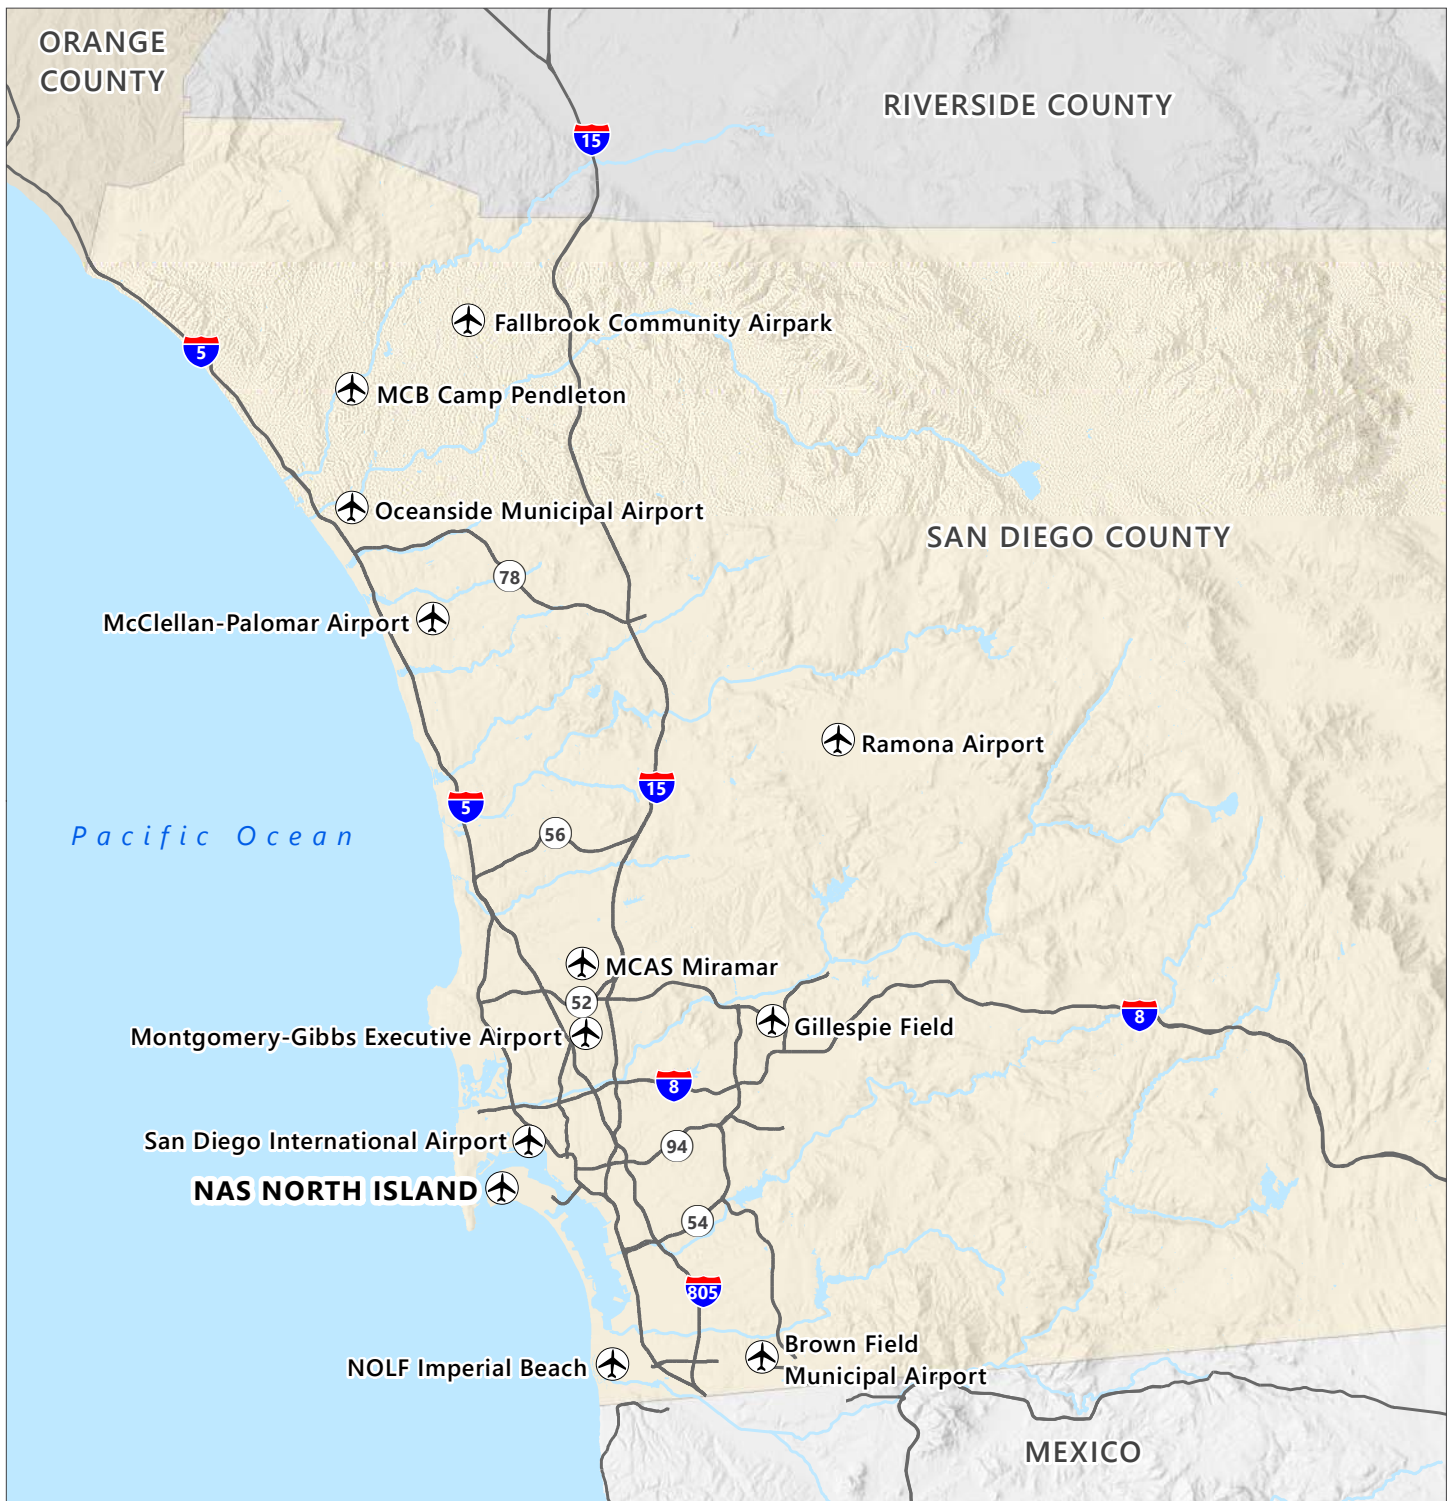 ORANGE
COUNTY
RIVERSIDE COUNTY
15
Fallbrook Community Airpark
5
MCB Camp Pendleton
Oceanside Municipal Airport
SAN DIEGO COUNTY
78
McClellan-Palomar Airport
Ramona Airport
15
5
56
Pacific Ocean
MCAS Miramar
52
8
Gillespie Field
Montgomery-Gibbs Executive Airport
8
San Diego International Airport
94
NAS NORTH ISLAND
54
805
Brown Field
Municipal Airport
NOLF Imperial Beach
MEXICO